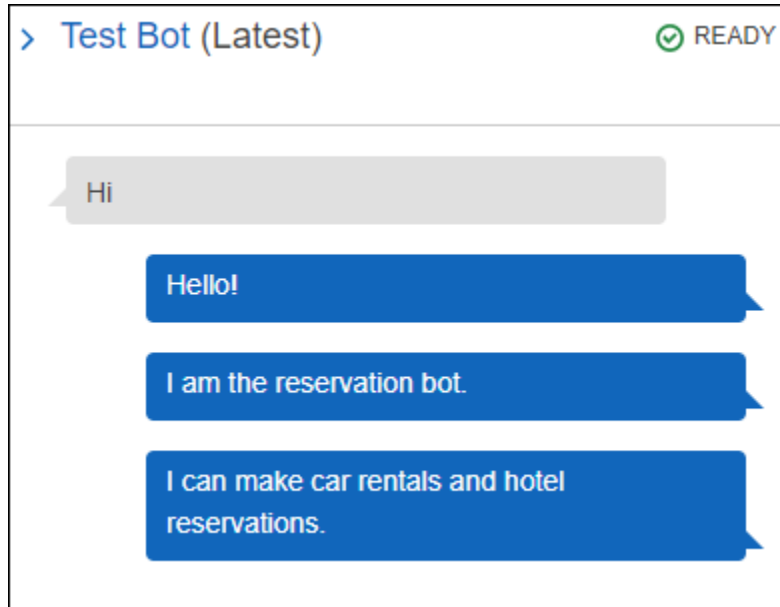 Test Bot (Latest) READY
Hi
Hello!
I am the reservation bot.
I can make car rentals and hotel
reservations.